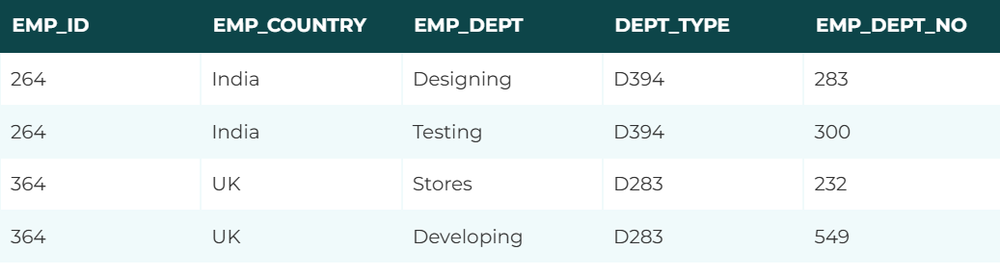 EMP_ID EMP_COUNTRY EMP_DEPT DEPT_TYPE EMP_DEPT_NO
264 India Designing D394 283
264 India Testing D394 300
364 UK Stores D283 232
364 UK Developing D283 549